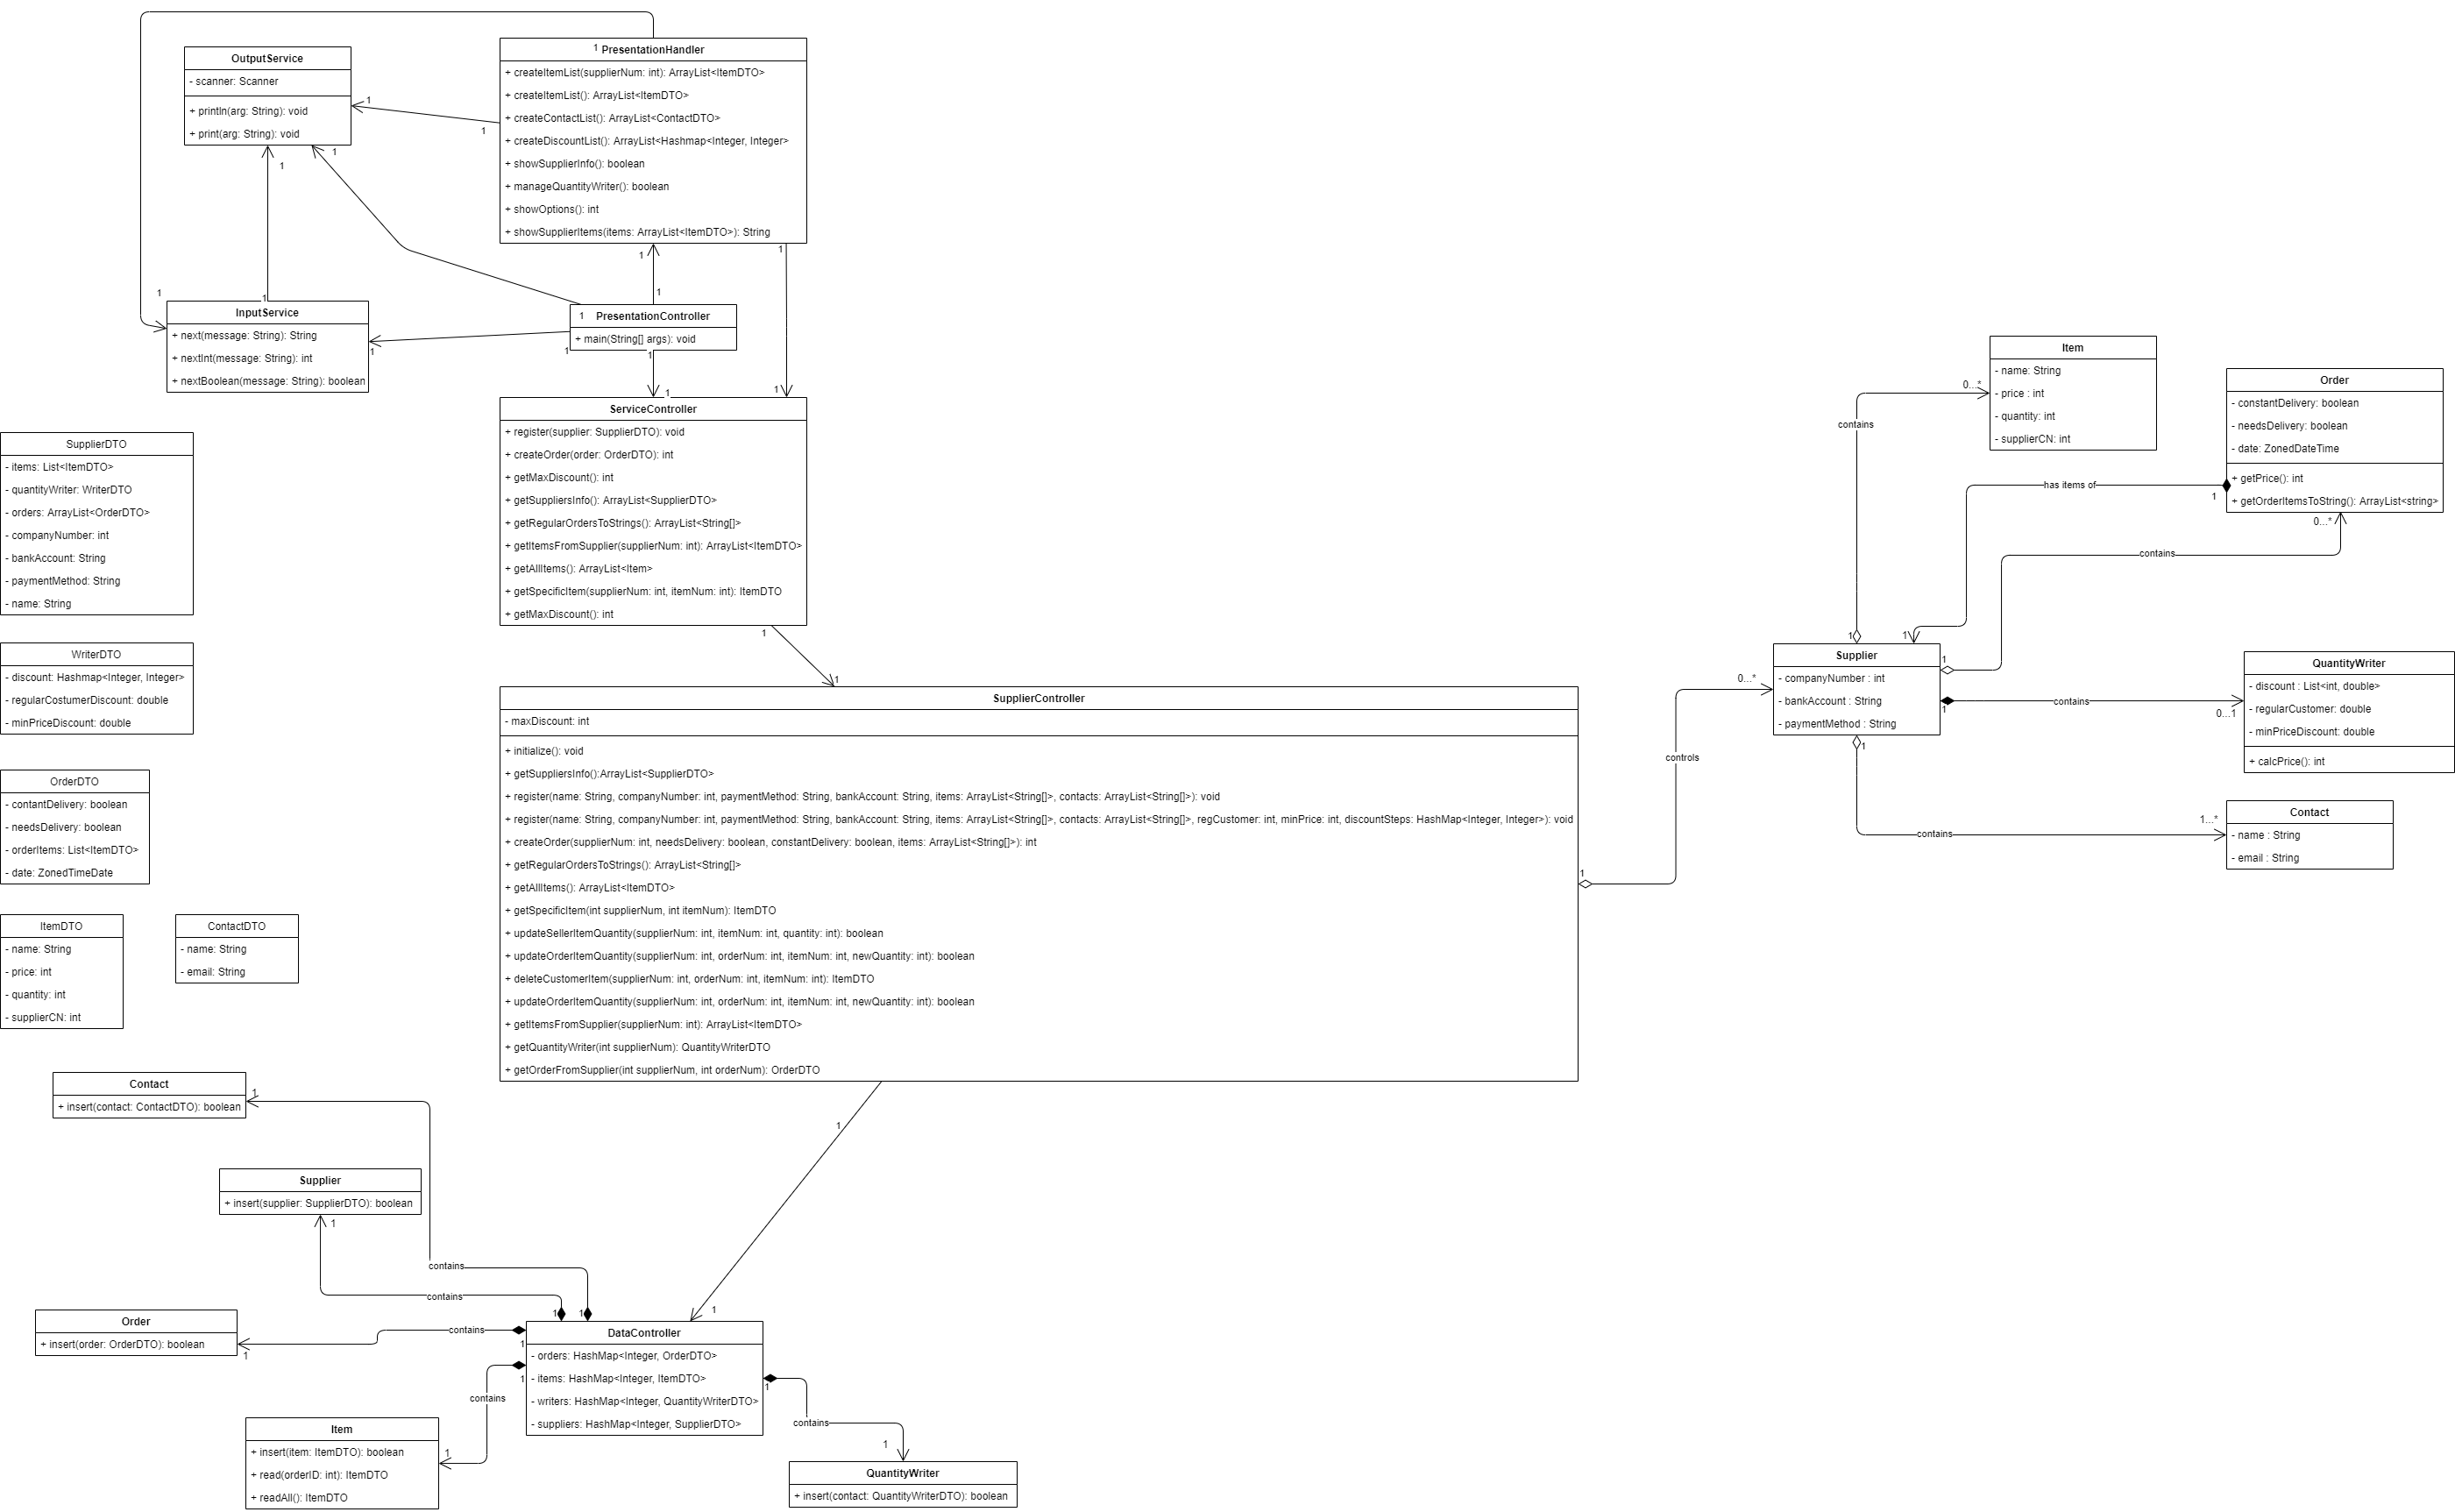 OutputService
- scanner: Scanner
+ println(arg: String): void
+ print(arg: String): void
1
1
1
1
1 PresentationHandler
+ createItemList(supplierNum: int): ArrayList<ItemDTO>
+ createItemList(): ArrayList<ItemDTO>
+ createContactList(): ArrayList<ContactDTO>
+ createDiscountList(): ArrayList<Hashmap<Integer, Integer>
+ showSupplierInfo(): boolean
+ manageQuantityWriter(): boolean
+ showOptions(): int
+ showSupplierItems(items: ArrayList<ItemDTO>): String
1
1
1
1
1
InputService
+ next(message: String): String
+ nextInt(message: String): int
+ nextBoolean(message: String): boolean
1
1 PresentationController
+ main(String[] args): void
1
1
1
1
ServiceController
+ register(supplier: SupplierDTO): void
+ createOrder(order: OrderDTO): int
+ getMaxDiscount(): int
+ getSuppliersInfo(): ArrayList<SupplierDTO>
+ getRegularOrdersToStrings(): ArrayList<String[]>
+ getItemsFromSupplier(supplierNum: int): ArrayList<ItemDTO>
+ getAllItems(): ArrayList<Item>
+ getSpecificItem(supplierNum: int, itemNum: int): ItemDTO
+ getMaxDiscount(): int
1
1
SupplierDTO
- items: List<ItemDTO>
- quantityWriter: WriterDTO
- orders: ArrayList<OrderDTO>
- companyNumber: int
- bankAccount: String
- paymentMethod: String
- name: String
WriterDTO
- discount: Hashmap<Integer, Integer>
- regularCostumerDiscount: double
- minPriceDiscount: double
OrderDTO
- contantDelivery: boolean
- needsDelivery: boolean
- orderItems: List<ItemDTO>
- date: ZonedTimeDate
ItemDTO
- name: String
- price: int
- quantity: int
- supplierCN: int
ContactDTO
- name: String
- email: String
SupplierController
- maxDiscount: int
+ initialize(): void
+ getSuppliersInfo():ArrayList<SupplierDTO>
+ register(name: String, companyNumber: int, paymentMethod: String, bankAccount: String, items: ArrayList<String[]>, contacts: ArrayList<String[]>): void
+ register(name: String, companyNumber: int, paymentMethod: String, bankAccount: String, items: ArrayList<String[]>, contacts: ArrayList<String[]>, regCustomer: int, minPrice: int, discountSteps: HashMap<Integer, Integer>): void
+ createOrder(supplierNum: int, needsDelivery: boolean, constantDelivery: boolean, items: ArrayList<String[]>): int
+ getRegularOrdersToStrings(): ArrayList<String[]>
+ getAllItems(): ArrayList<ItemDTO>
+ getSpecificItem(int supplierNum, int itemNum): ItemDTO
+ updateSellerItemQuantity(supplierNum: int, itemNum: int, quantity: int): boolean
+ updateOrderItemQuantity(supplierNum: int, orderNum: int, itemNum: int, newQuantity: int): boolean
+ deleteCustomerItem(supplierNum: int, orderNum: int, itemNum: int): ItemDTO
+ updateOrderItemQuantity(supplierNum: int, orderNum: int, itemNum: int, newQuantity: int): boolean
+ getItemsFromSupplier(supplierNum: int): ArrayList<ItemDTO>
+ getQuantityWriter(int supplierNum): QuantityWriterDTO
+ getOrderFromSupplier(int supplierNum, int orderNum): OrderDTO
1
controls
0...*
Item
- name: String
- price : int
- quantity: int
- supplierCN: int
0...*
contains
1
Order
- constantDelivery: boolean
- needsDelivery: boolean
- date: ZonedDateTime
+ getPrice(): int
+ getOrderItemsToString(): ArrayList<string>
has items of
1
1
0...*
contains
1
Supplier
- companyNumber : int
- bankAccount : String
- paymentMethod : String
1
contains
0...1
QuantityWriter
- discount : List<int, double>
- regularCustomer: double
- minPriceDiscount: double
+ calcPrice(): int
1
contains
1...*
Contact
- name : String
- email : String
1
1
Contact
+ insert(contact: ContactDTO): boolean
1
Supplier
+ insert(supplier: SupplierDTO): boolean
1
contains
contains
1
1
Order
+ insert(order: OrderDTO): boolean
1
contains
1
DataController
- orders: HashMap<Integer, OrderDTO>
- items: HashMap<Integer, ItemDTO>
- writers: HashMap<Integer, QuantityWriterDTO>
- suppliers: HashMap<Integer, SupplierDTO>
1
contains
1
Item
+ insert(item: ItemDTO): boolean
+ read(orderID: int): ItemDTO
+ readAll(): ItemDTO
1
contains
1
QuantityWriter
+ insert(contact: QuantityWriterDTO): boolean